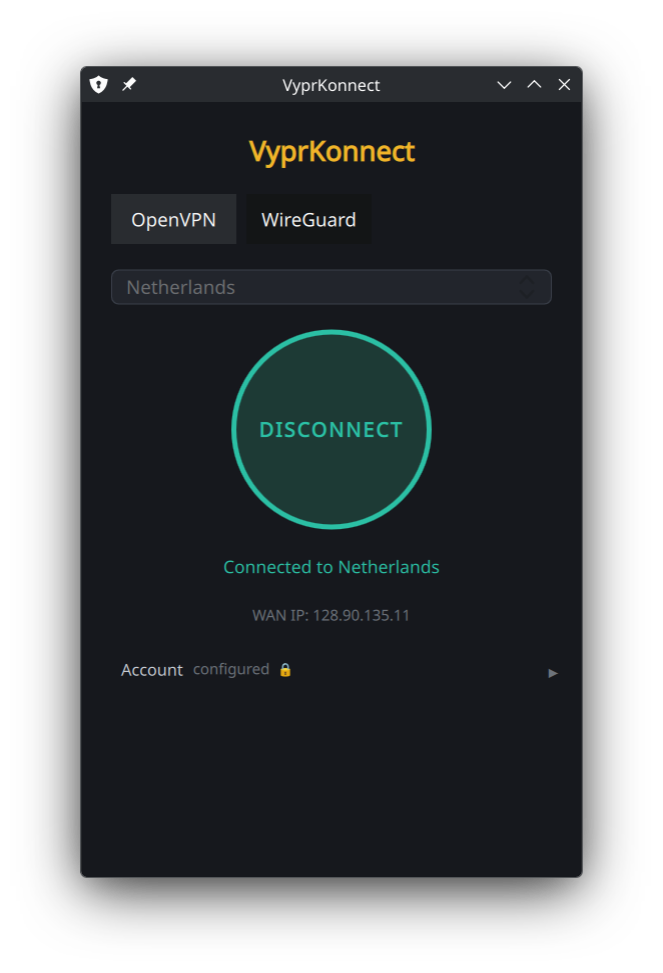 VyprKonnect
VyprKonnect
OpenVPN WireGuard
Netherlands
DISCONNECT
Connected to Netherlands
WAN IP: 128.90.135.11
Account configured 🔒